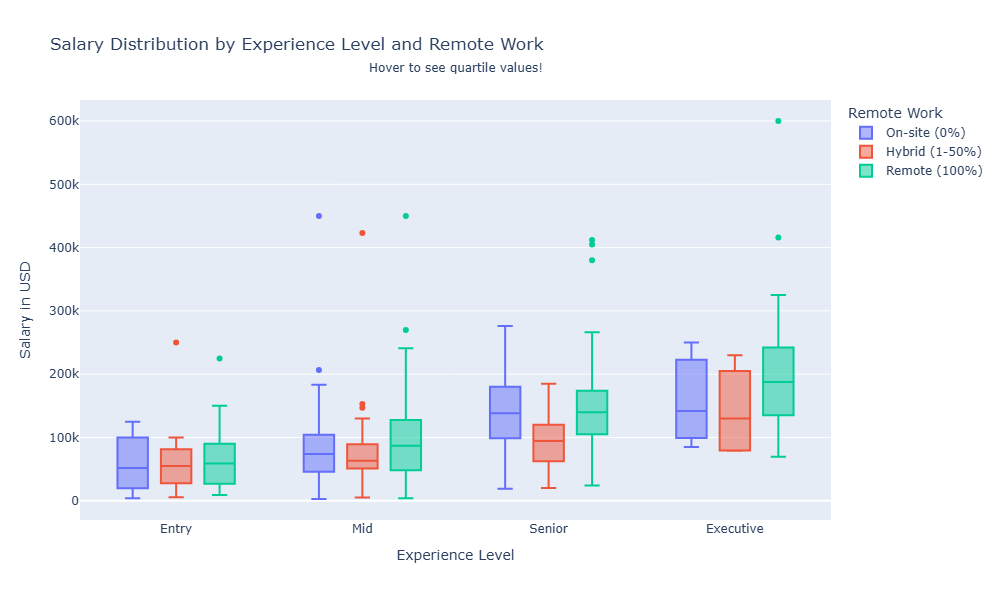 Salary Distribution by Experience Level and Remote Work
Hover to see quartile values!
Remote Work
On-site (0%)
Hybrid (1-50%)
Remote (100%)
Salary in USD
600k
500k
400k
300k
200k
100k
0
Entry
Mid
Senior
Executive
Experience Level